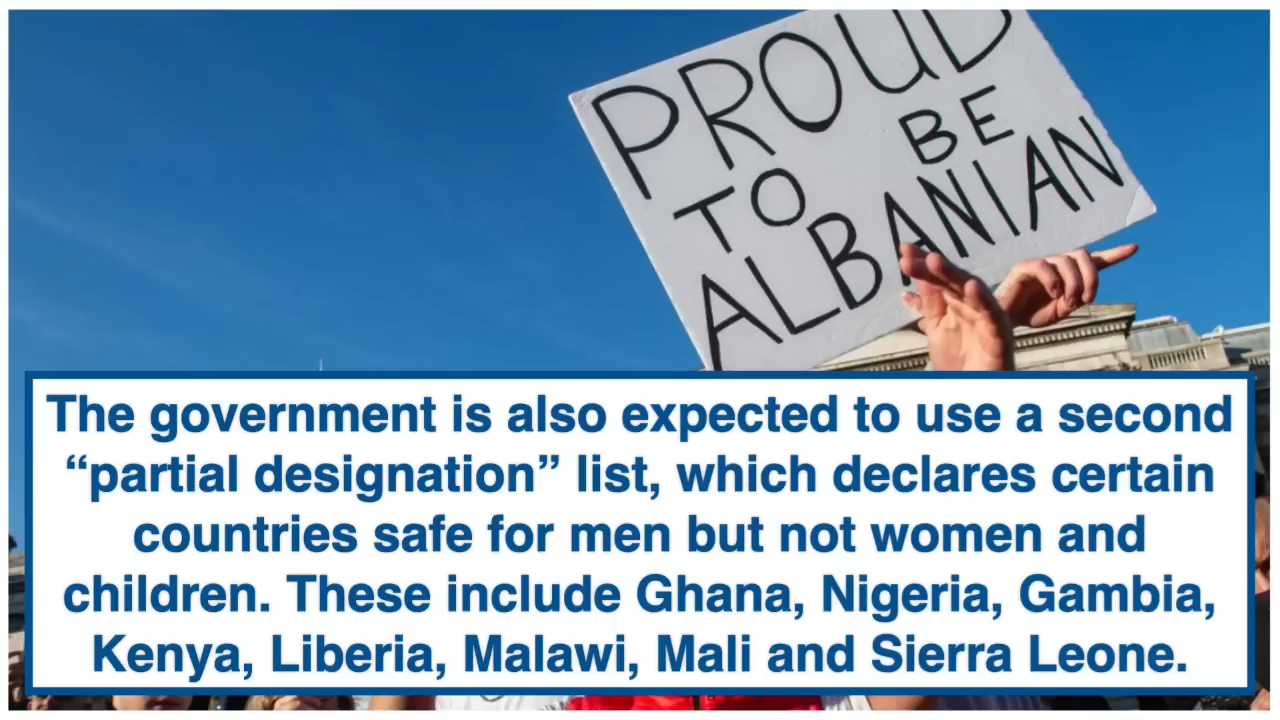 PROUD
TO BE
ALBANIAN
The government is also expected to use a second
“partial designation” list, which declares certain
countries safe for men but not women and
children. These include Ghana, Nigeria, Gambia,
Kenya, Liberia, Malawi, Mali and Sierra Leone.